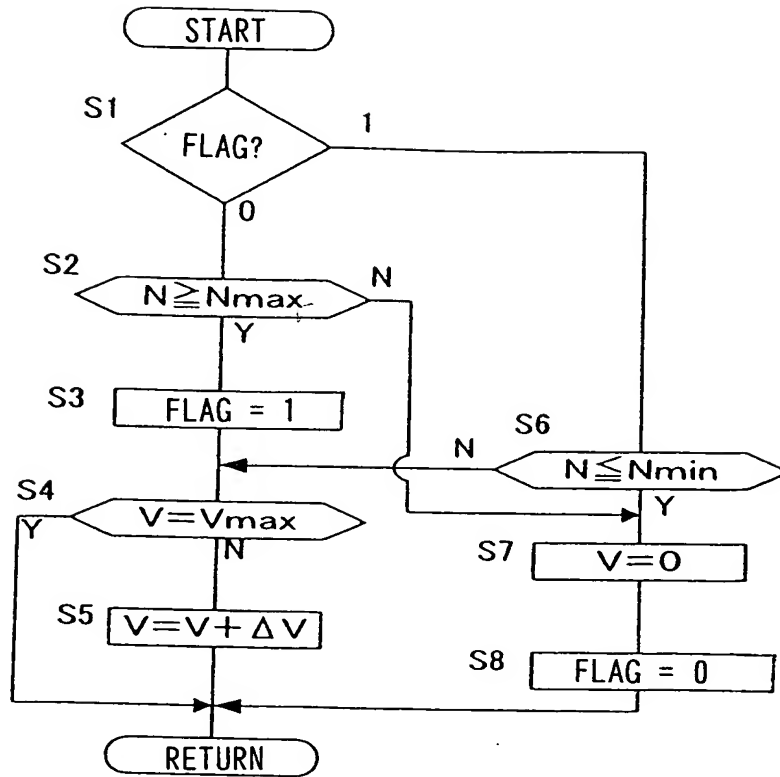 START
S1
FLAG?
1
0
S2
N≧Nmax
N
Y
S3
FLAG = 1
S6
N
N≦Nmin
Y
S4
V=Vmax
Y
N
S7
V=0
S5
V=V+ΔV
S8
FLAG = 0
RETURN